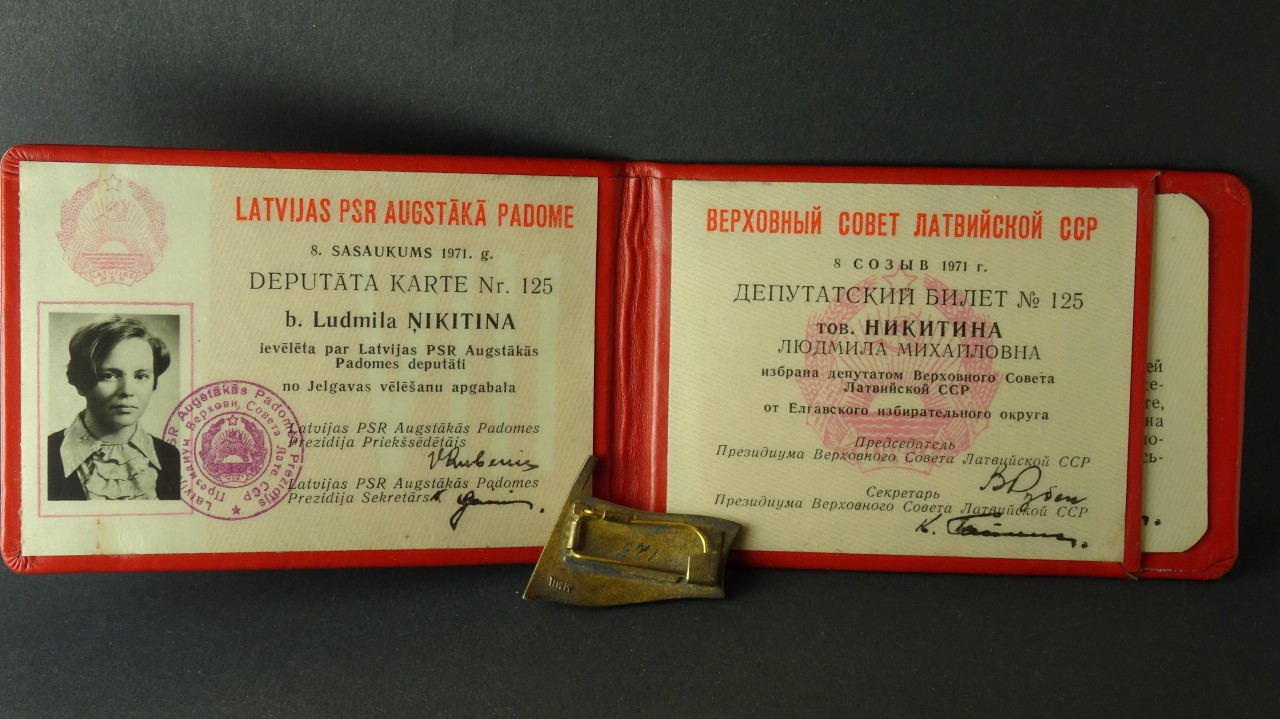 LATVIJAS PSR AUGSTĀKĀ PADOME
8. SASAUKUMS 1971. g.
DEPUTĀTA KARTE Nr. 125
b. Ludmila ŅIKITINA
ievēlēta par Latvijas PSR Augstākās
Padomes deputāti
no Jelgavas vēlēšanu apgabala
Latvijas PSR Augstākās Padomes
Prezidija Priekšsēdētājs
Latvijas PSR Augstākās Padomes
Prezidija Sekretārs
ВЕРХОВНЫЙ СОВЕТ ЛАТВИЙСКОЙ ССР
8 СОЗЫВ 1971 г.
ДЕПУТАТСКИЙ БИЛЕТ № 125
тов. НИКИТИНА
ЛЮДМИЛА МИХАЙЛОВНА
избрана депутатом Верховного Совета
Латвийской ССР
от Елгавского избирательного округа
Председатель
Президиума Верховного Совета Латвийской ССР
Секретарь
Президиума Верховного Совета Латвийской ССР